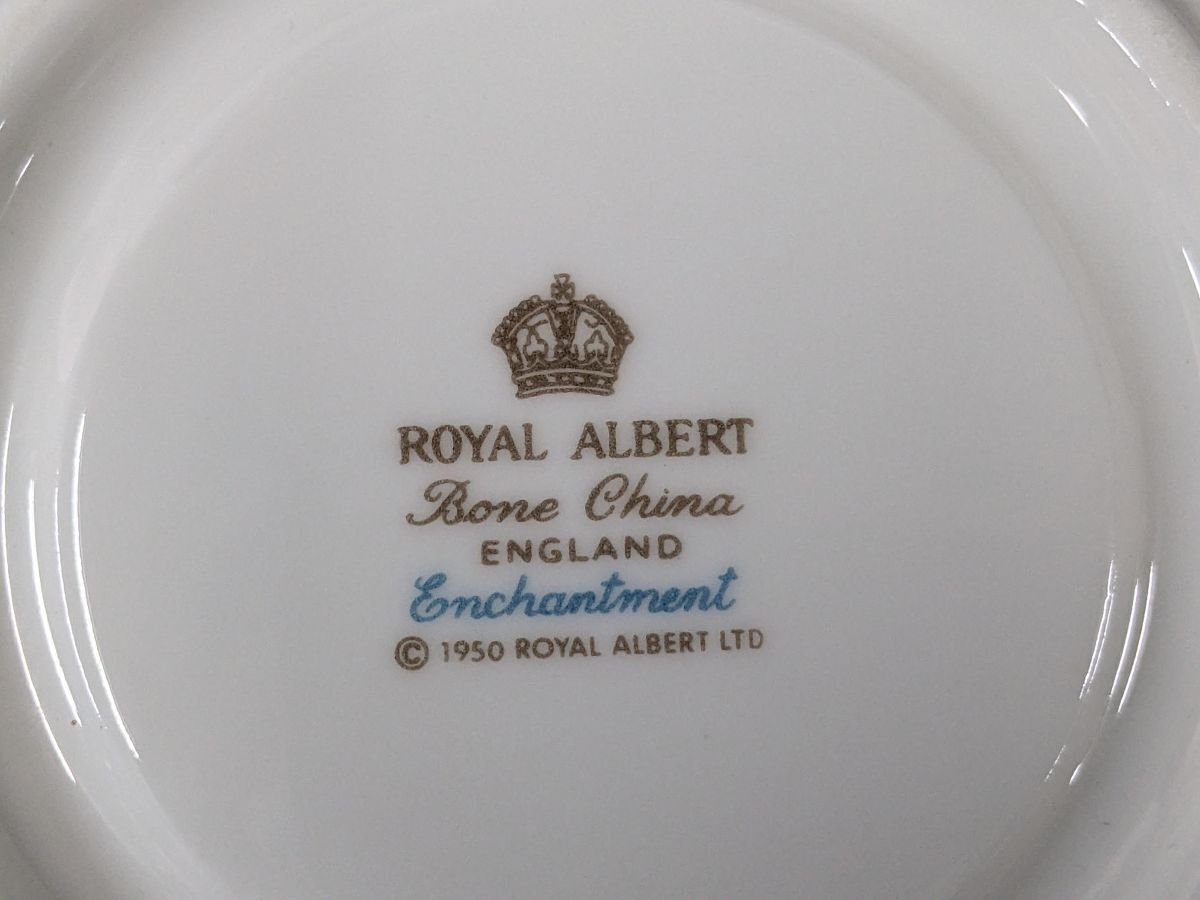 ROYAL ALBERT
Bone China
ENGLAND
Enchantment
© 1950 ROYAL ALBERT LTD